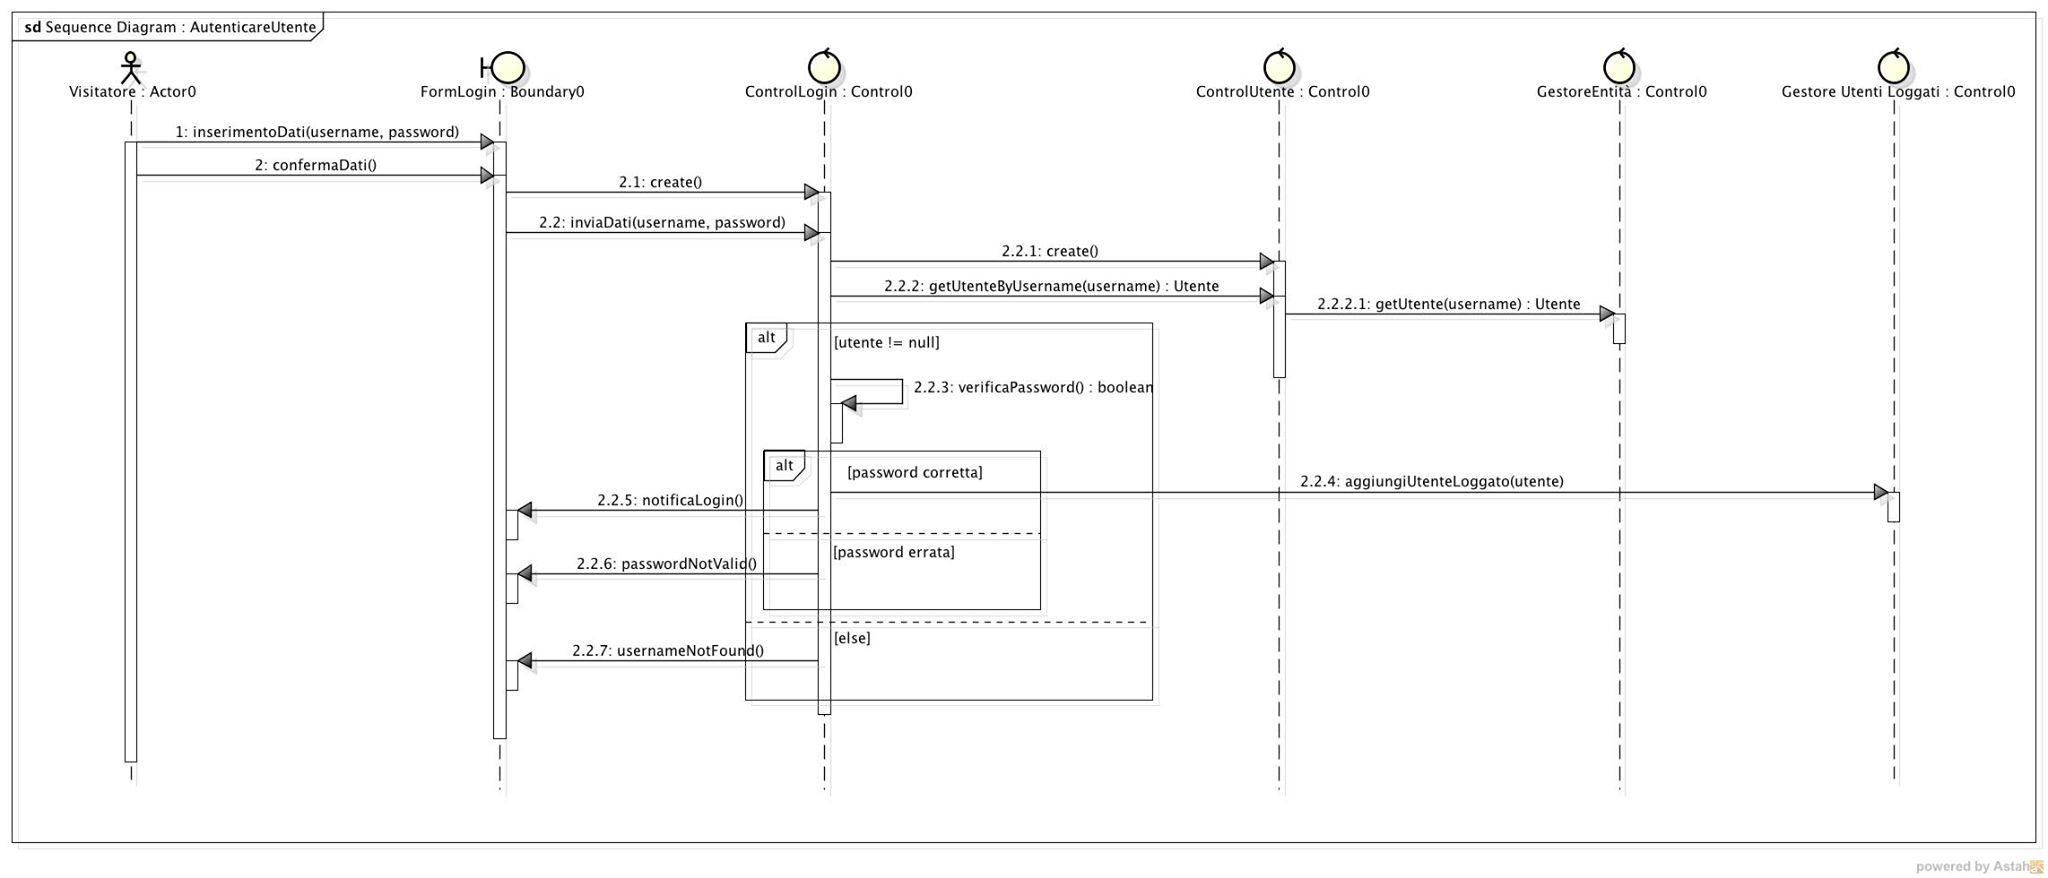 sd Sequence Diagram : AutenticareUtente
Visitatore : Actor0
FormLogin : Boundary0
ControlLogin : Control0
ControlUtente : Control0
GestoreEntità : Control0
Gestore Utenti Loggati : Control0
1: inserimentoDati(username, password)
2: confermaDati()
2.1: create()
2.2: inviaDati(username, password)
2.2.1: create()
2.2.2: getUtenteByUsername(username) : Utente
2.2.2.1: getUtente(username) : Utente
alt
[utente != null]
2.2.3: verificaPassword() : boolean
alt
[password corretta]
2.2.4: aggiungiUtenteLoggato(utente)
2.2.5: notificaLogin()
[password errata]
2.2.6: passwordNotValid()
[else]
2.2.7: usernameNotFound()
powered by Astah